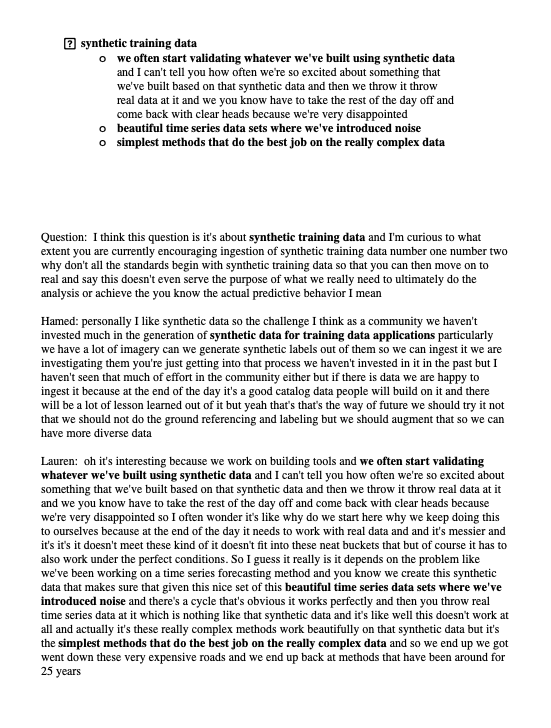 ? synthetic training data
o we often start validating whatever we've built using synthetic data
and I can't tell you how often we're so excited about something that
we've built based on that synthetic data and then we throw it throw
real data at it and we you know have to take the rest of the day off and
come back with clear heads because we're very disappointed
o beautiful time series data sets where we've introduced noise
o simplest methods that do the best job on the really complex data
Question:  I think this question is it's about synthetic training data and I'm curious to what
extent you are currently encouraging ingestion of synthetic training data number one number two
why don't all the standards begin with synthetic training data so that you can then move on to
real and say this doesn't even serve the purpose of what we really need to ultimately do the
analysis or achieve the you know the actual predictive behavior I mean
Hamed: personally I like synthetic data so the challenge I think as a community we haven't
invested much in the generation of synthetic data for training data applications particularly
we have a lot of imagery can we generate synthetic labels out of them so we can ingest it we are
investigating them you're just getting into that process we haven't invested in it in the past but I
haven't seen that much of effort in the community either but if there is data we are happy to
ingest it because at the end of the day it's a good catalog data people will build on it and there
will be a lot of lesson learned out of it but yeah that's that's the way of future we should try it not
that we should not do the ground referencing and labeling but we should augment that so we can
have more diverse data
Lauren:  oh it's interesting because we work on building tools and we often start validating
whatever we've built using synthetic data and I can't tell you how often we're so excited about
something that we've built based on that synthetic data and then we throw it throw real data at it
and we you know have to take the rest of the day off and come back with clear heads because
we're very disappointed so I often wonder it's like why do we start here why we keep doing this
to ourselves because at the end of the day it needs to work with real data and and it's messier and
it's it's it doesn't meet these kind of it doesn't fit into these neat buckets that but of course it has to
also work under the perfect conditions. So I guess it really is it depends on the problem like
we've been working on a time series forecasting method and you know we create this synthetic
data that makes sure that given this nice set of this beautiful time series data sets where we've
introduced noise and there's a cycle that's obvious it works perfectly and then you throw real
time series data at it which is nothing like that synthetic data and it's like well this doesn't work at
all and actually it's these really complex methods work beautifully on that synthetic data but it's
the simplest methods that do the best job on the really complex data and so we end up we got
went down these very expensive roads and we end up back at methods that have been around for
25 years